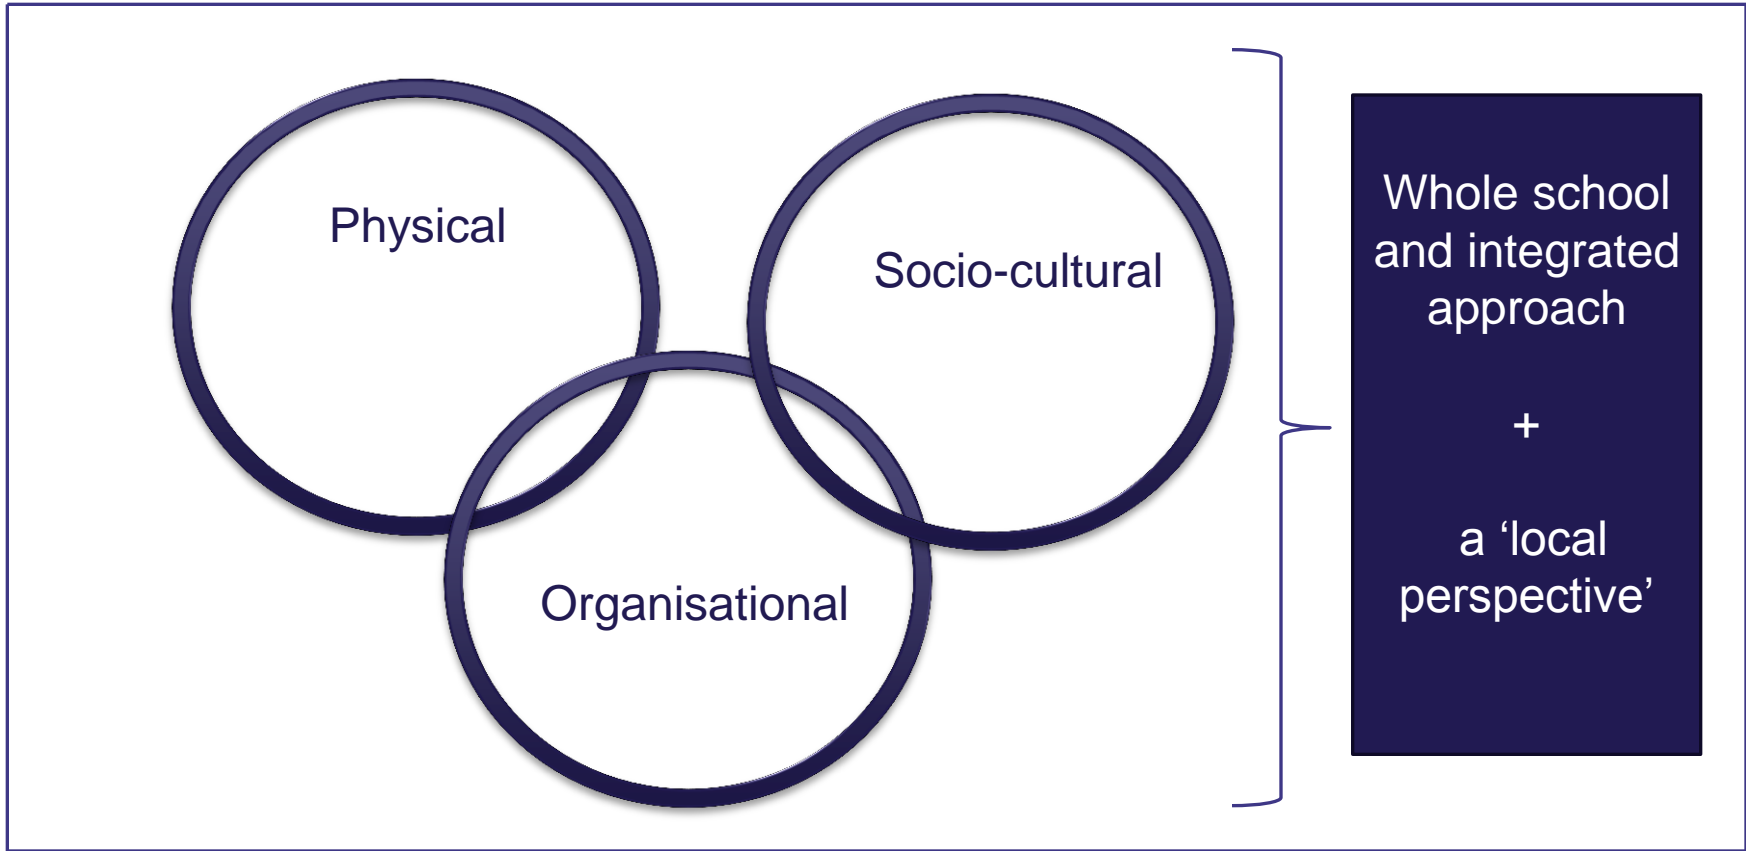 Physical
Socio-cultural
Organisational
Whole school
and integrated
approach
+
a ‘local
perspective’